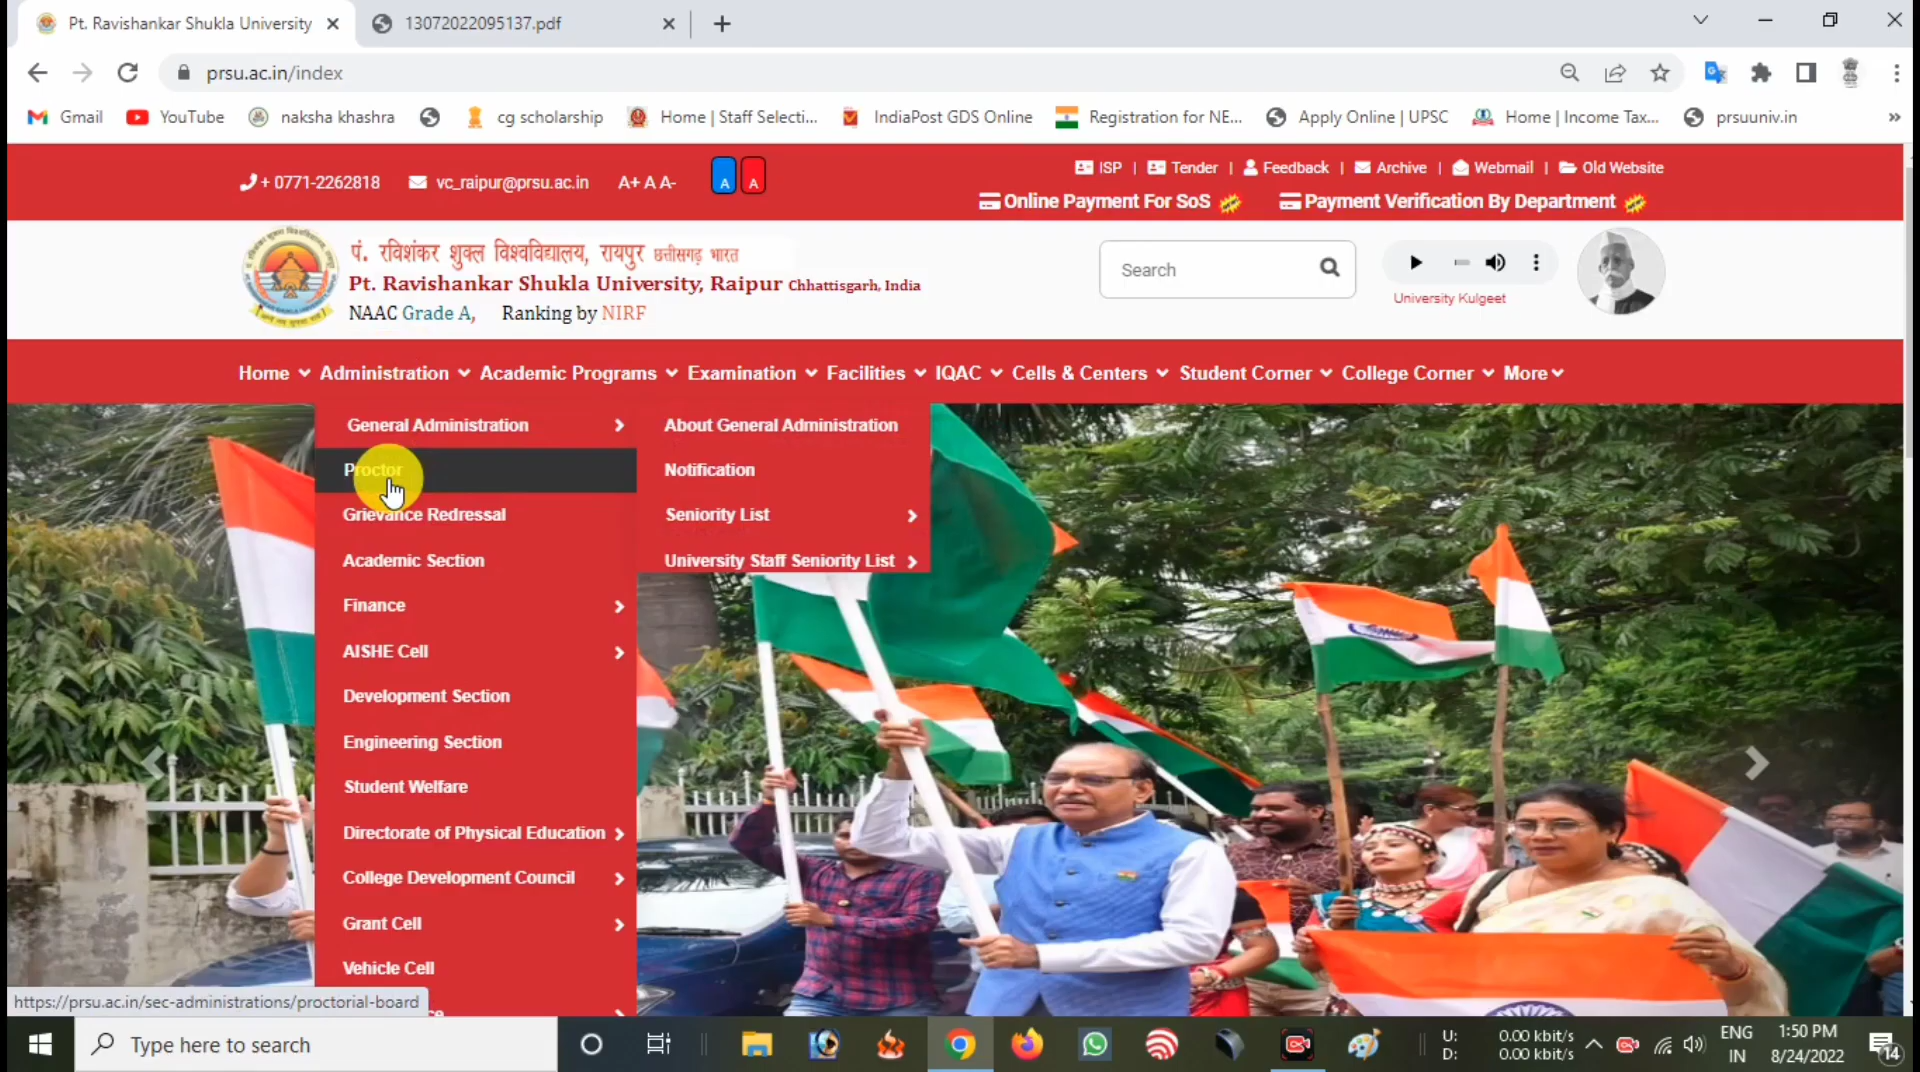 Pt. Ravishankar Shukla University
13072022095137.pdf
prsu.ac.in/index
Gmail YouTube naksha khashra cg scholarship Home | Staff Selecti... IndiaPost GDS Online Registration for NE... Apply Online | UPSC Home | Income Tax... prsuuniv.in »
ISP | Tender | Feedback | Archive | Webmail | Old Website
+ 0771-2262818 vc_raipur@prsu.ac.in A+ A A- A A
Online Payment For SoS Payment Verification By Department
पं. रविशंकर शुक्ल विश्वविद्यालय, रायपुर छत्तीसगढ़ भारत
Pt. Ravishankar Shukla University, Raipur Chhattisgarh, India
NAAC Grade A, Ranking by NIRF
Search
University Kulgeet
Home Administration Academic Programs Examination Facilities IQAC Cells & Centers Student Corner College Corner More
General Administration
Proctor
Grievance Redressal
Academic Section
Finance
AISHE Cell
Development Section
Engineering Section
Student Welfare
Directorate of Physical Education
College Development Council
Grant Cell
Vehicle Cell
About General Administration
Notification
Seniority List
University Staff Seniority List
https://prsu.ac.in/sec-administrations/proctorial-board
Type here to search
U: 0.00 kbit/s
D: 0.00 kbit/s
ENG
IN
1:50 PM
8/24/2022
14